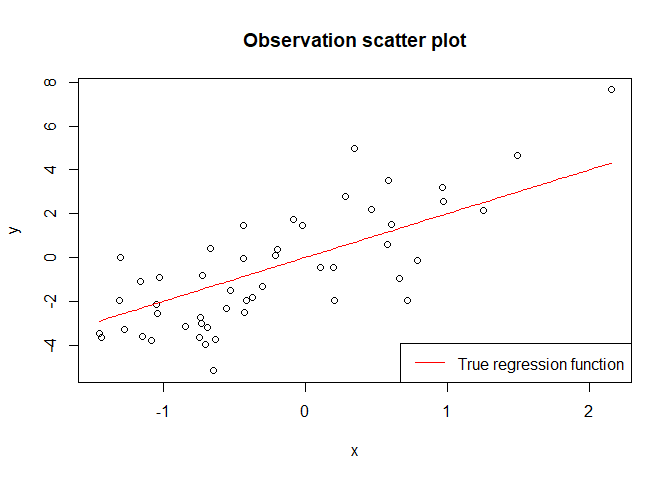 Observation scatter plot
y
8
6
4
2
0
-2
-4
True regression function
-1
0
1
2
x